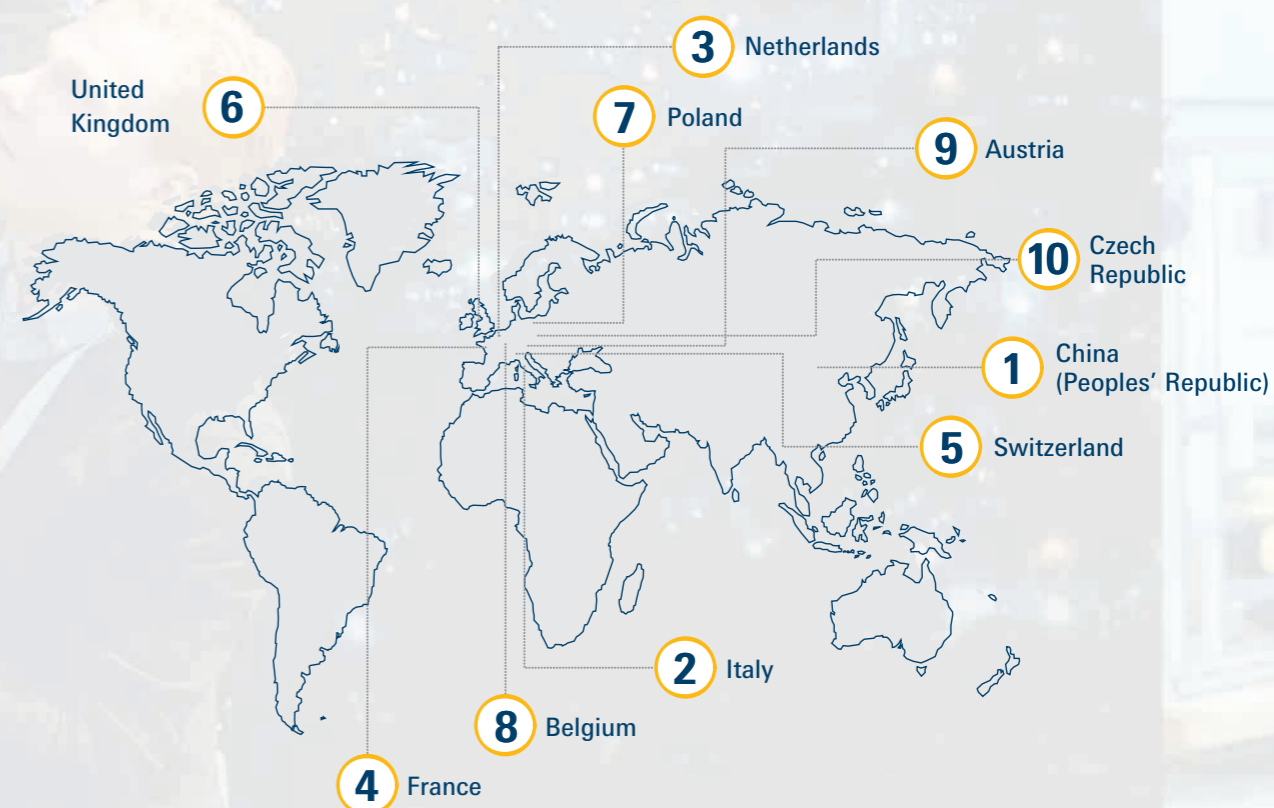 3 Netherlands
United
Kingdom
6
7 Poland
9 Austria
10
Czech
Republic
1
China
(Peoples' Republic)
5 Switzerland
2 Italy
8 Belgium
4 France